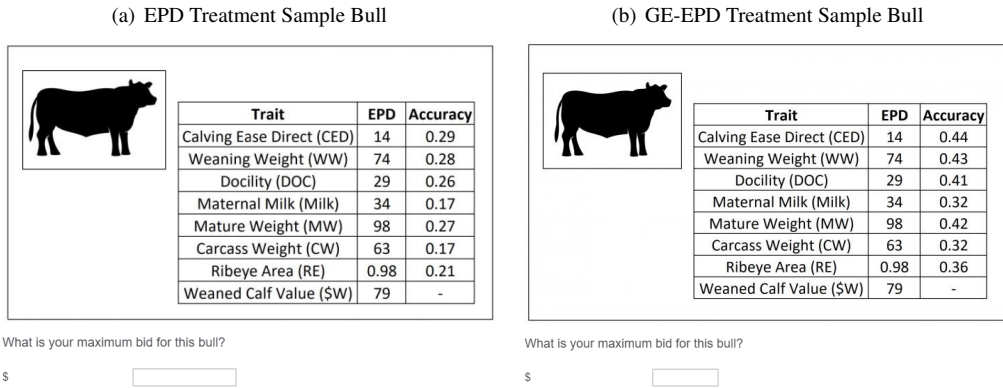 (a) EPD Treatment Sample Bull
Trait EPD Accuracy
Calving Ease Direct (CED) 14 0.29
Weaning Weight (WW) 74 0.28
Docility (DOC) 29 0.26
Maternal Milk (Milk) 34 0.17
Mature Weight (MW) 98 0.27
Carcass Weight (CW) 63 0.17
Ribeye Area (RE) 0.98 0.21
Weaned Calf Value ($W) 79 -
What is your maximum bid for this bull?
$
(b) GE-EPD Treatment Sample Bull
Trait EPD Accuracy
Calving Ease Direct (CED) 14 0.44
Weaning Weight (WW) 74 0.43
Docility (DOC) 29 0.41
Maternal Milk (Milk) 34 0.32
Mature Weight (MW) 98 0.42
Carcass Weight (CW) 63 0.32
Ribeye Area (RE) 0.98 0.36
Weaned Calf Value ($W) 79 -
What is your maximum bid for this bull?
$